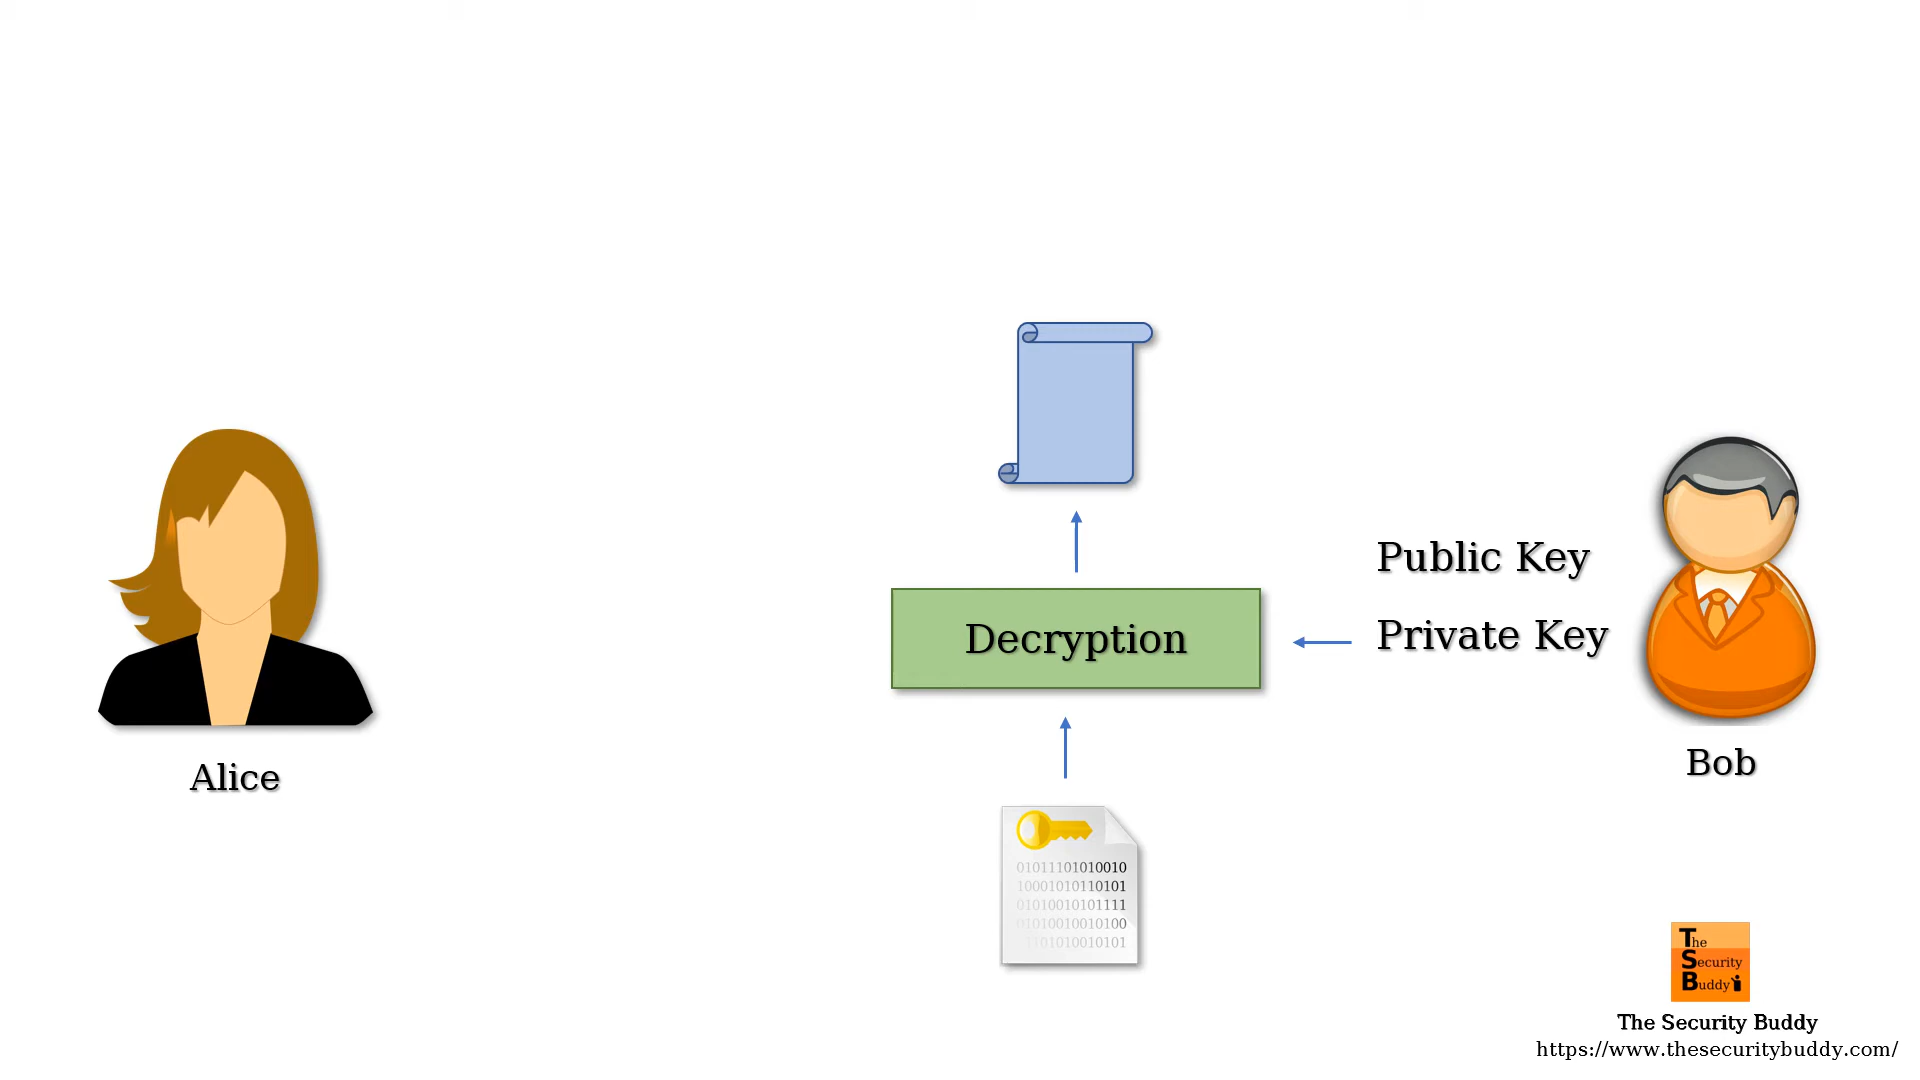 Public Key
Decryption
Private Key
Alice
Bob
01011101010010
10001010110101
01010010101111
01010010010100
1101010010101
The
Security
Buddy
The Security Buddy
https://www.thesecuritybuddy.com/